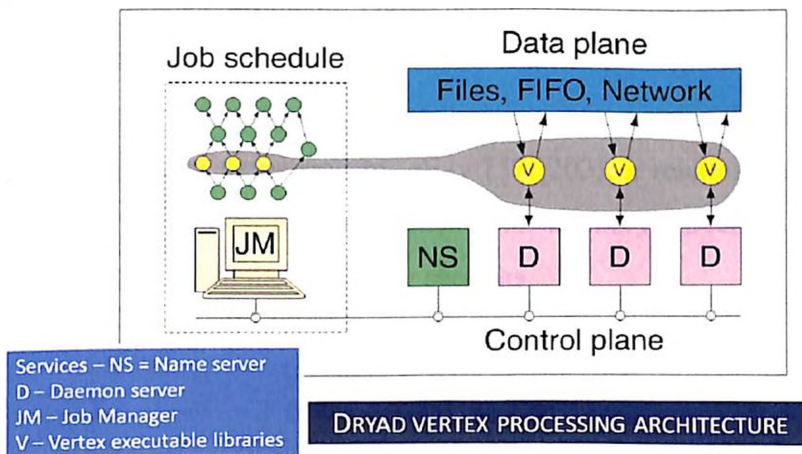 Job schedule
Data plane
Files, FIFO, Network
V V V
JM
NS D D D
Control plane
Services – NS = Name server
D – Daemon server
JM – Job Manager
V – Vertex executable libraries
DRYAD VERTEX PROCESSING ARCHITECTURE